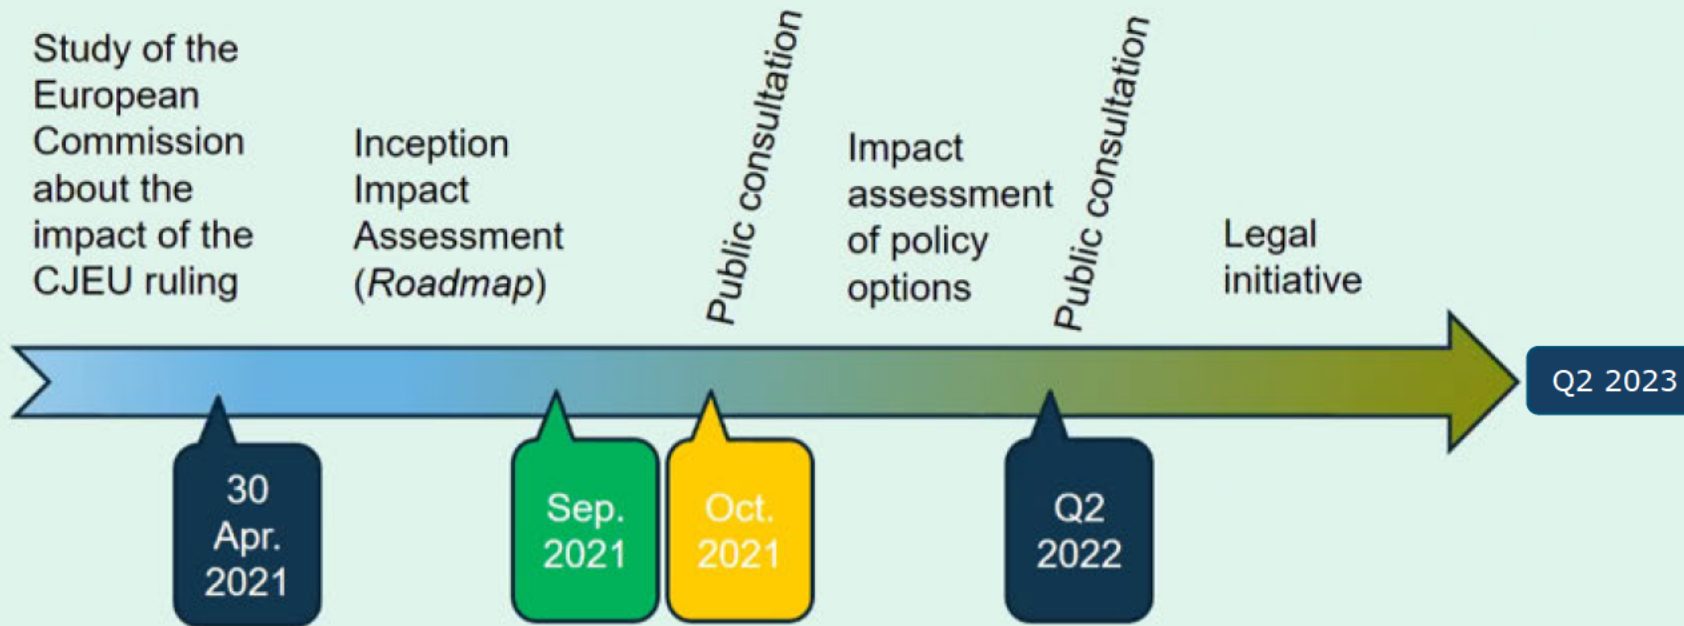 Study of the
European
Commission
about the
impact of the
CJEU ruling
Inception
Impact
Assessment
(Roadmap)
Public consultation
Impact
assessment
of policy
options
Public consultation
Legal
initiative
30
Apr.
2021
Sep.
2021
Oct.
2021
Q2
2022
Q2 2023